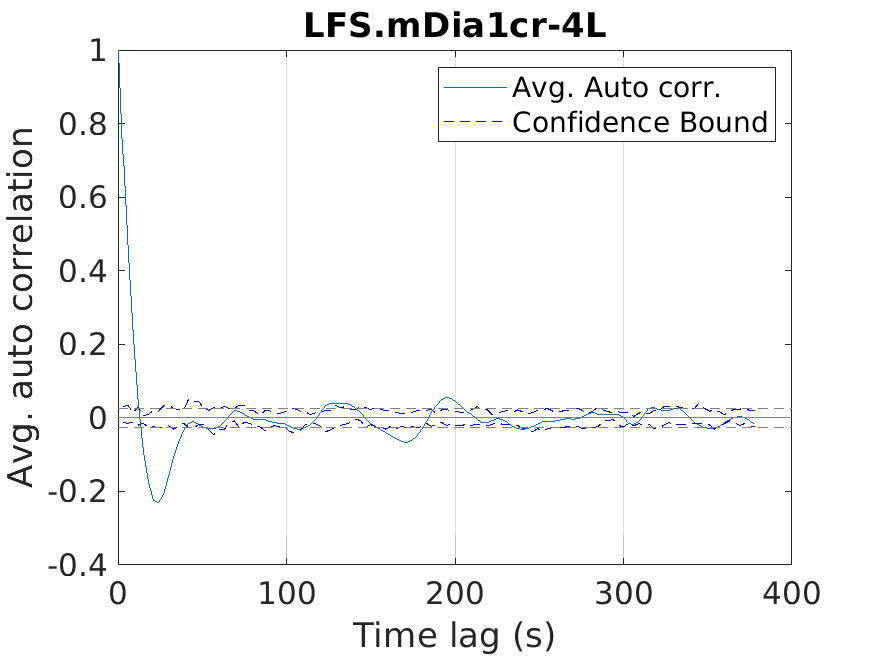 LFS.mDia1cr-4L
Avg. Auto corr.
Confidence Bound
Avg. auto correlation
1
0.8
0.6
0.4
0.2
0
-0.2
-0.4
0 100 200 300 400
Time lag (s)